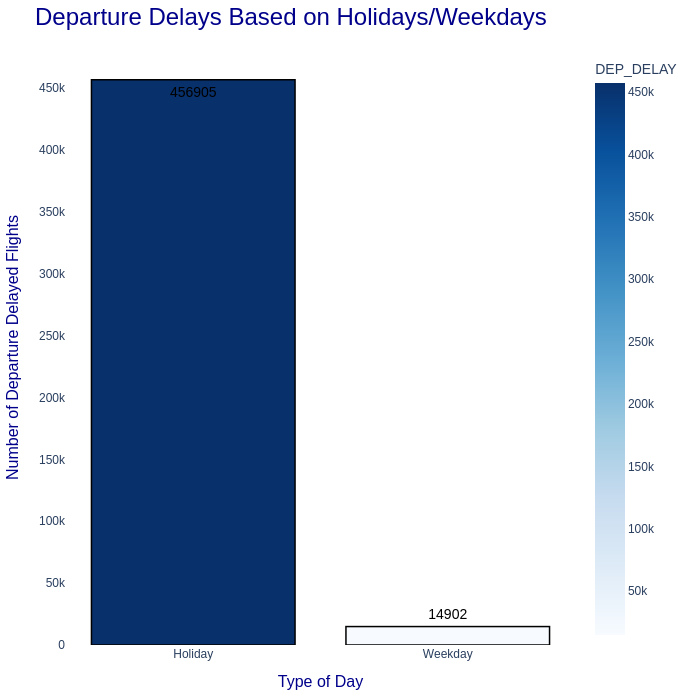 Departure Delays Based on Holidays/Weekdays
Number of Departure Delayed Flights
450k
400k
350k
300k
250k
200k
150k
100k
50k
0
456905
14902
Holiday
Weekday
Type of Day
DEP_DELAY
450k
400k
350k
300k
250k
200k
150k
100k
50k